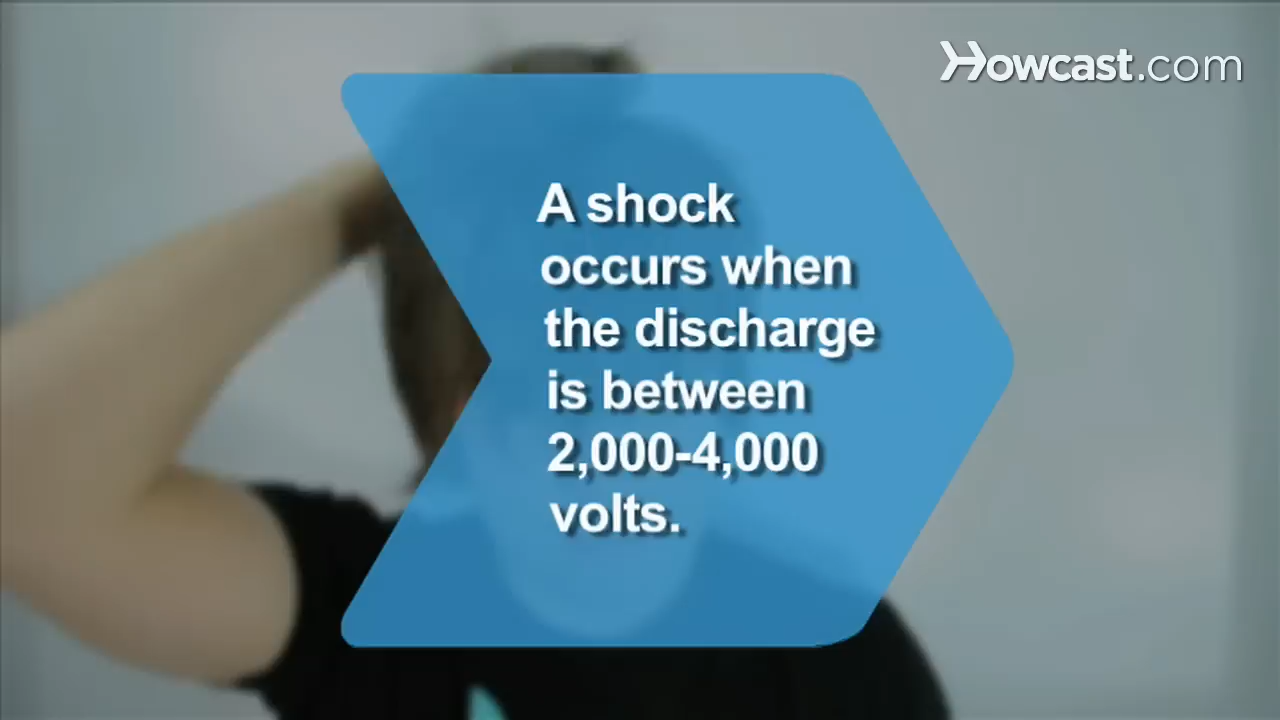 Howcast.com
A shock
occurs when
the discharge
is between
2,000-4,000
volts.